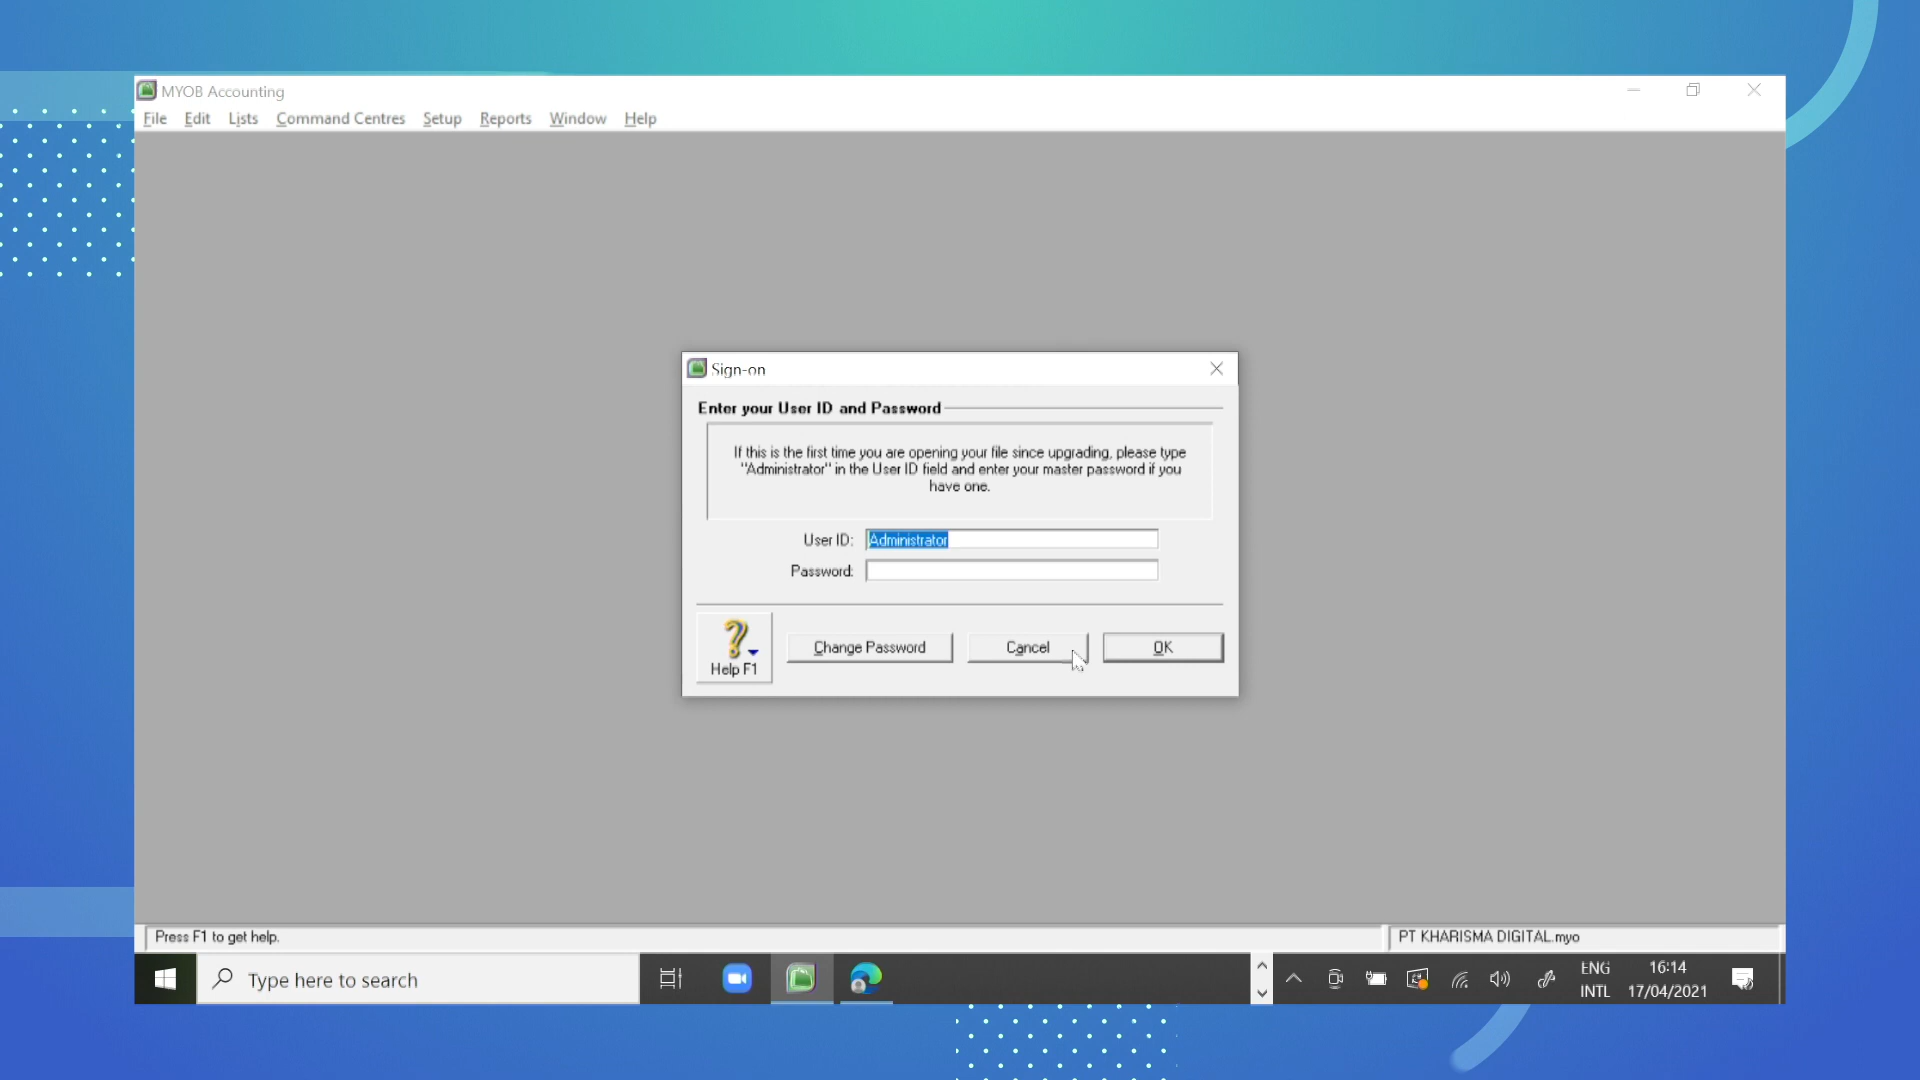 MYOB Accounting
File Edit Lists Command Centres Setup Reports Window Help
Sign-on
Enter your User ID and Password
If this is the first time you are opening your file since upgrading, please type
"Administrator" in the User ID field and enter your master password if you
have one.
User ID: Administrator
Password:
Help F1
Change Password
Cancel
OK
Press F1 to get help.
PT KHARISMA DIGITAL.myo
Type here to search
ENG
INTL
16:14
17/04/2021